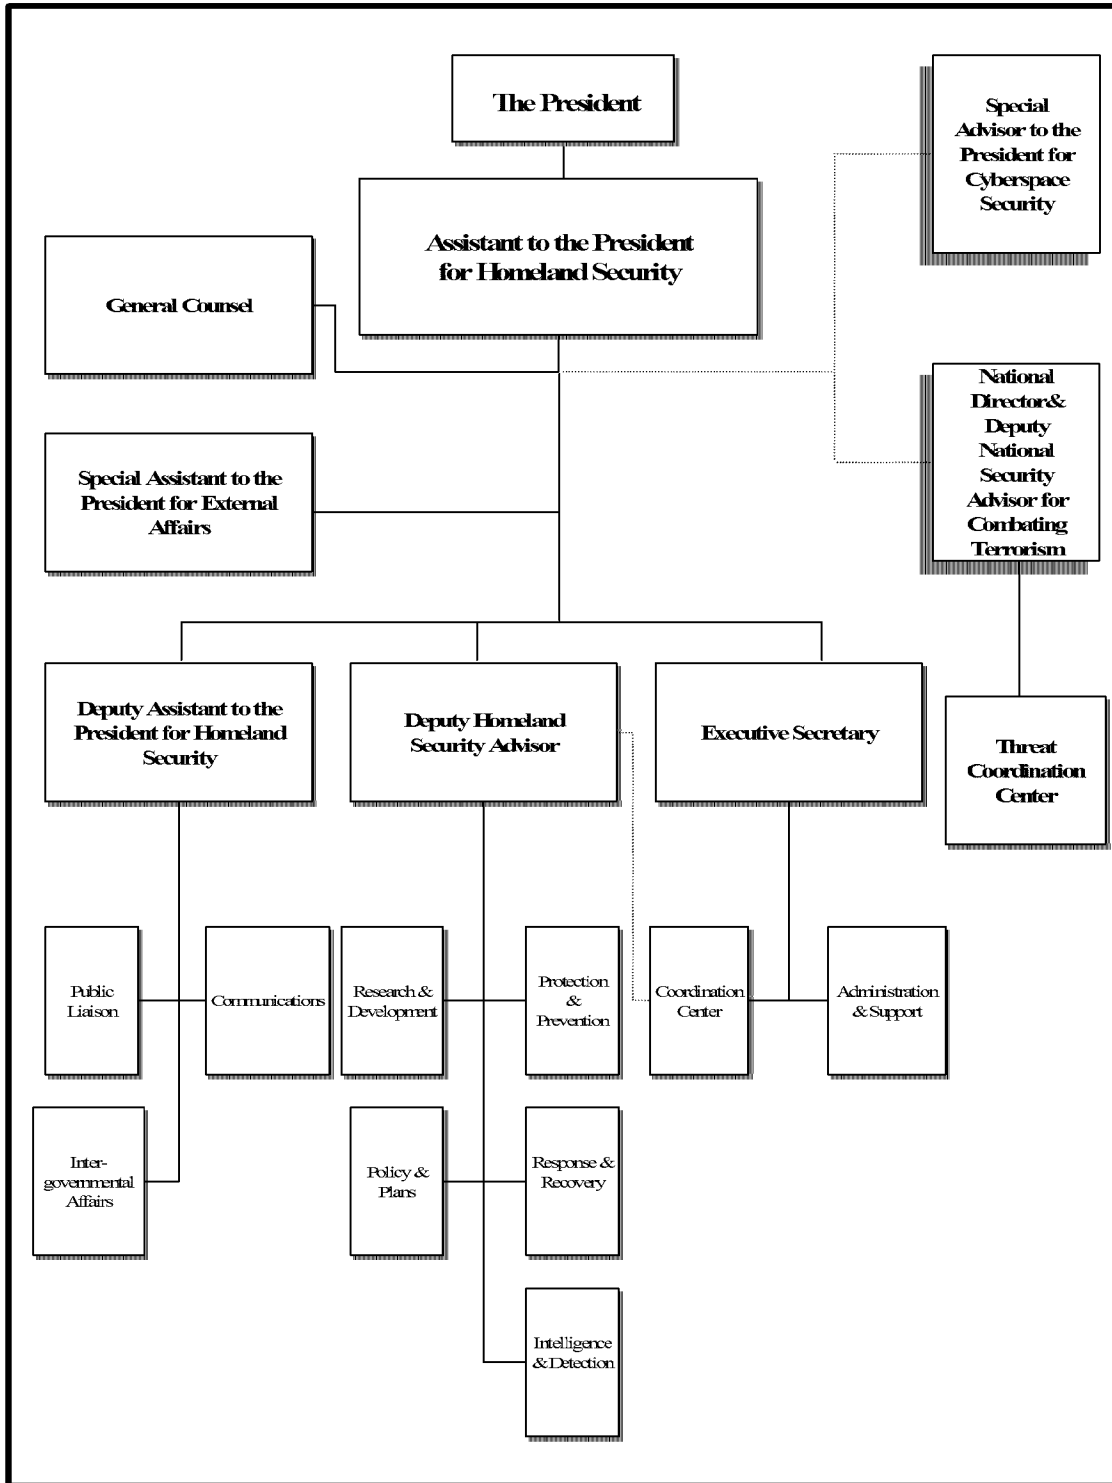 The President
Special
Advisor to the
President for
Cyberspace
Security
Assistant to the President
for Homeland Security
General Counsel
National
Director&
Deputy
National
Security
Advisor for
Combating
Terrorism
Special Assistant to the
President for External
Affairs
Deputy Assistant to the
President for Homeland
Security
Deputy Homeland
Security Advisor
Executive Secretary
Threat
Coordination
Center
Public
Liaison
Communications
Research &
Development
Protection
&
Prevention
Coordination
Center
Administration
& Support
Inter-
governmental
Affairs
Policy &
Plans
Response &
Recovery
Intelligence
& Detection